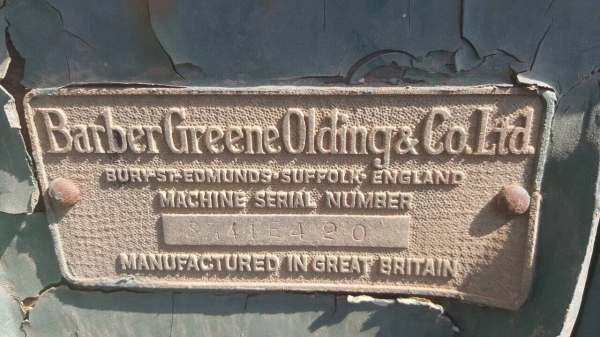 Barber Greene Olding & Co. Ltd.
BURY·ST·EDMUNDS·SUFFOLK·ENGLAND
MACHINE SERIAL NUMBER
MANUFACTURED IN GREAT BRITAIN